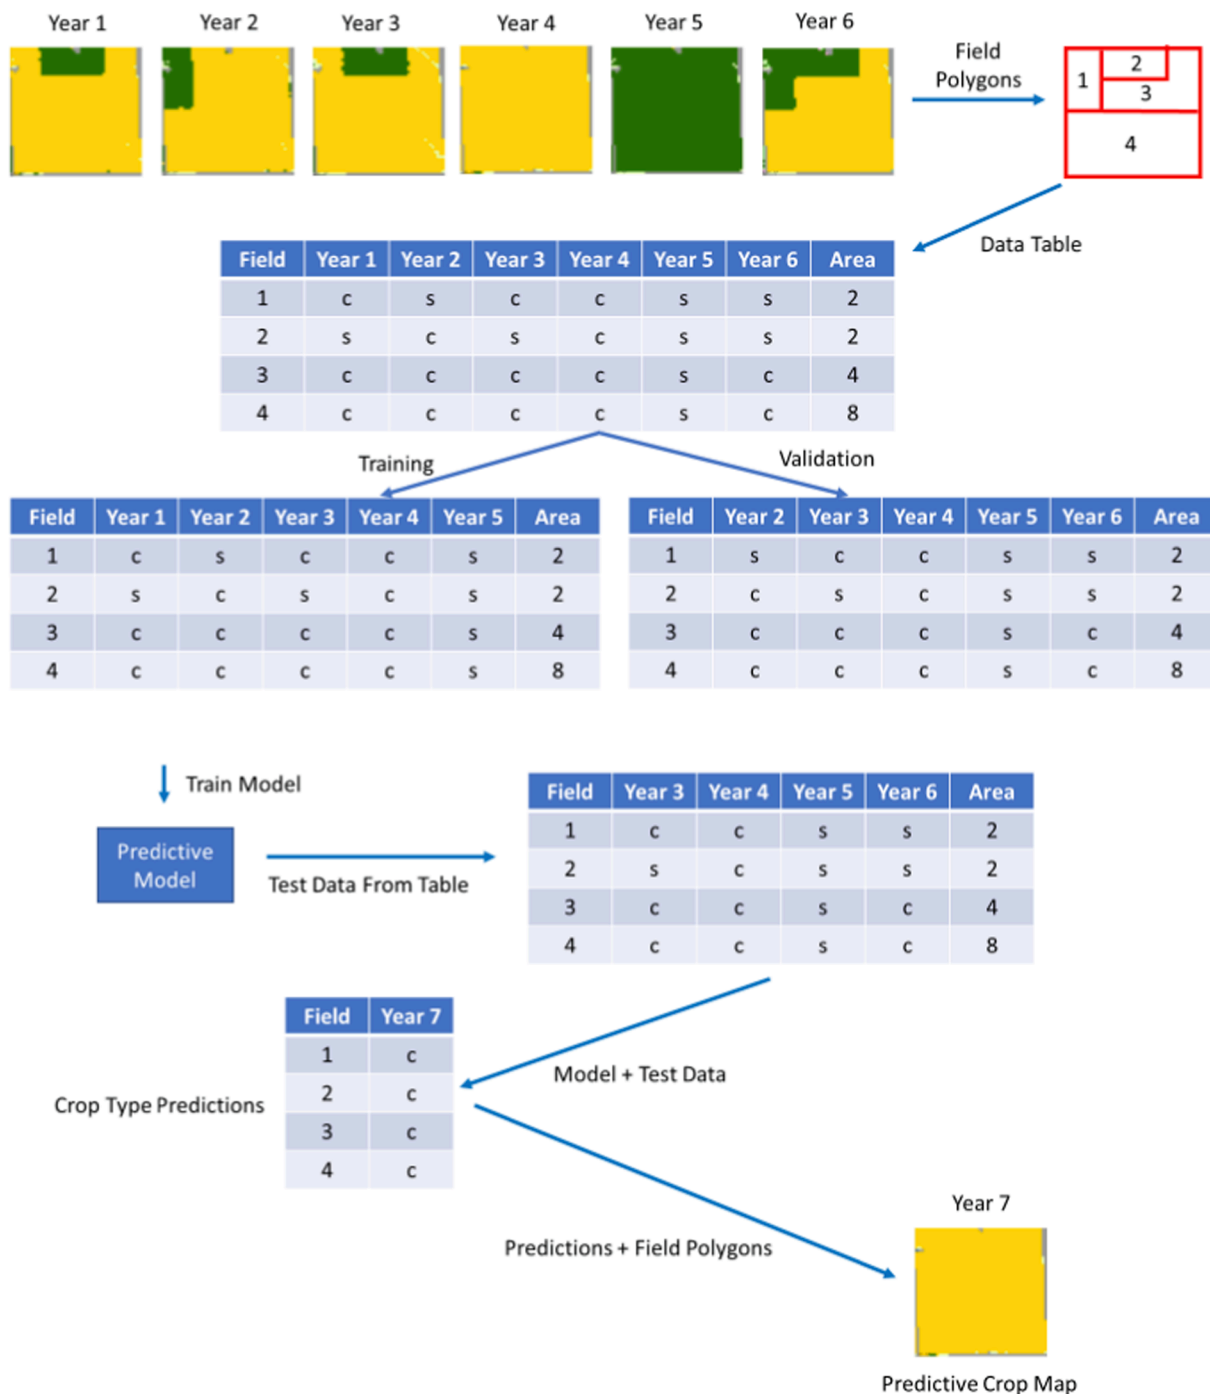 Year 1 Year 2 Year 3 Year 4 Year 5 Year 6
Field
Polygons
1 2
3
4
Data Table
Field Year 1 Year 2 Year 3 Year 4 Year 5 Year 6 Area
1 c s c c s s 2
2 s c s c s s 2
3 c c c c s c 4
4 c c c c s c 8
Training
Validation
Field Year 1 Year 2 Year 3 Year 4 Year 5 Area
1 c s c c s 2
2 s c s c s 2
3 c c c c s 4
4 c c c c s 8
Field Year 2 Year 3 Year 4 Year 5 Year 6 Area
1 s c c s s 2
2 c s c s s 2
3 c c c s c 4
4 c c c s c 8
Train Model
Predictive
Model
Test Data From Table
Field Year 3 Year 4 Year 5 Year 6 Area
1 c c s s 2
2 s c s s 2
3 c c s c 4
4 c c s c 8
Model + Test Data
Crop Type Predictions
Field Year 7
1 c
2 c
3 c
4 c
Predictions + Field Polygons
Year 7
Predictive Crop Map